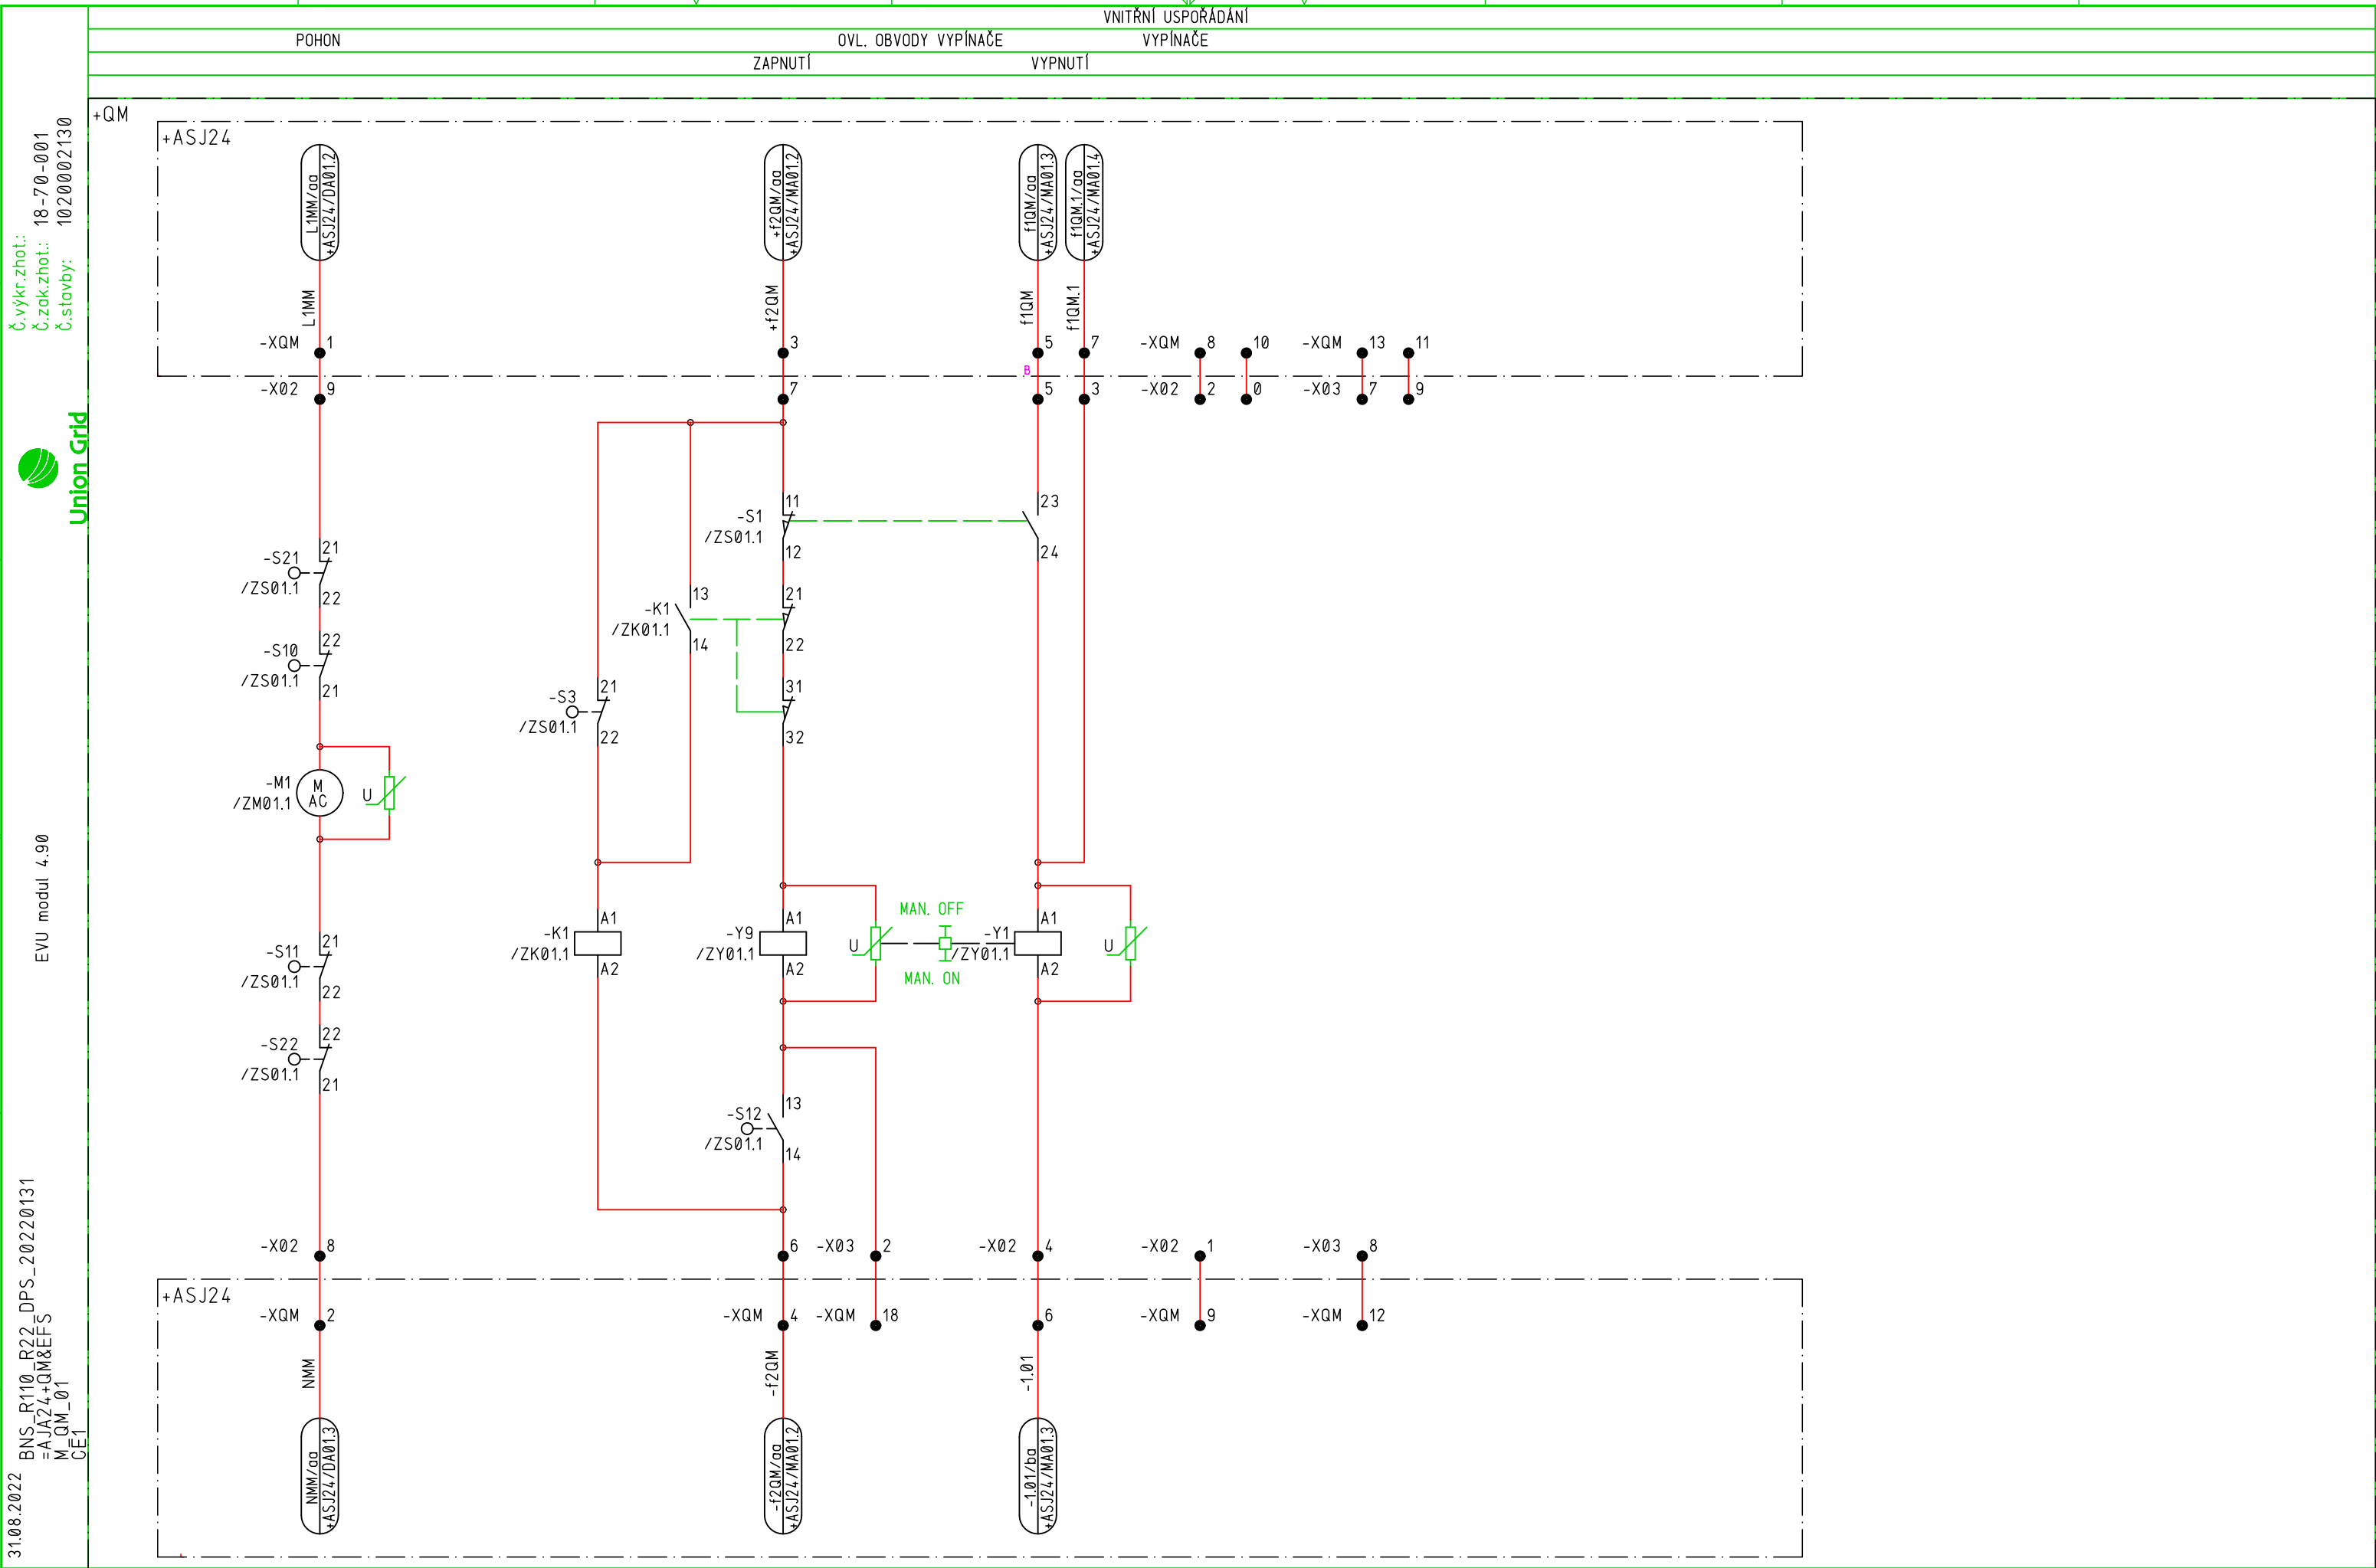 VNITŘNÍ USPOŘÁDÁNÍ
POHON
OVL. OBVODY VYPÍNAČE
VYPÍNAČE
ZAPNUTÍ
VYPNUTÍ
Č.výkr.zhot.:
Č.zak.zhot.: 18-70-001
Č.stavby: 1020002130
Union Grid
EVU modul 4.90
BNS_R110_R22_DPS_20220131
=AJA24+QM&EFS
M_QM_01
CE1
31.08.2022
+QM
+ASJ24
L1MM/aa
+ASJ24/DA01.2
+f2QM/aa
+ASJ24/MA01.2
f1QM/aa
+ASJ24/MA01.3
f1QM.1/aa
+ASJ24/MA01.4
L1MM
+f2QM
f1QM
f1QM.1
-XQM 1
3
5
7
-XQM 8
10
-XQM 13
11
B
-X02 9
7
5
3
-X02 2
0
-X03 7
9
11
-S1
/ZS01.1
12
23
24
21
-S21
/ZS01.1
22
13
-K1
/ZK01.1
14
21
22
22
-S10
/ZS01.1
21
21
-S3
/ZS01.1
22
31
32
-M1
/ZM01.1
M
AC
U
A1
-K1
/ZK01.1
A2
A1
-Y9
/ZY01.1
A2
U
MAN. OFF
MAN. ON
A1
-Y1
/ZY01.1
A2
U
21
-S11
/ZS01.1
22
22
-S22
/ZS01.1
21
13
-S12
/ZS01.1
14
-X02 8
6
-X03 2
-X02 4
-X02 1
-X03 8
+ASJ24
-XQM 2
-XQM 4
-XQM 18
6
-XQM 9
-XQM 12
NMM
-f2QM
-1.01
NMM/aa
+ASJ24/DA01.3
-f2QM/aa
+ASJ24/MA01.2
-1.01/ba
+ASJ24/MA01.3